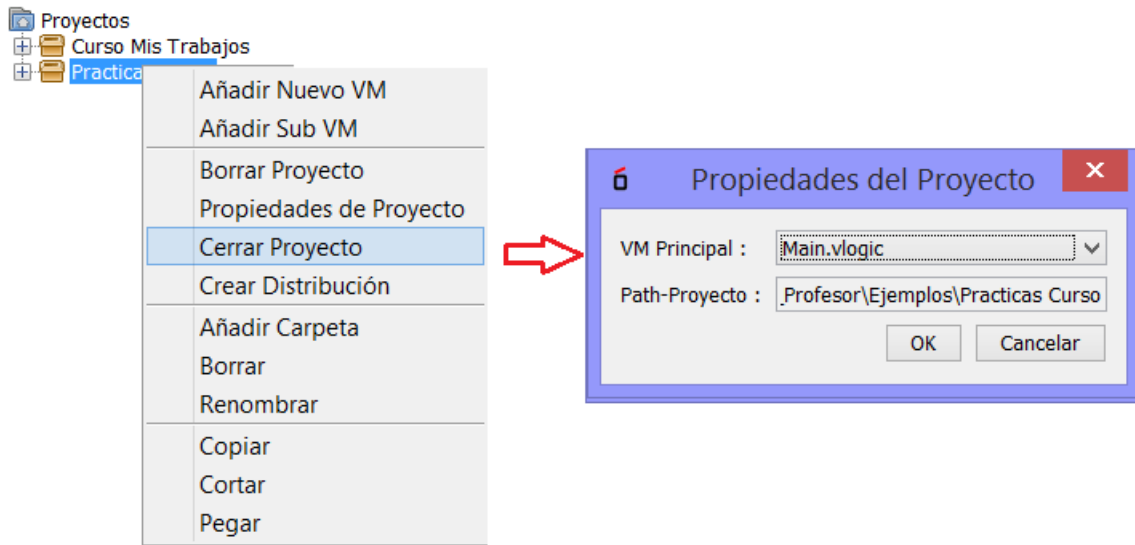 Proyectos
Curso Mis Trabajos
Practica
Añadir Nuevo VM
Añadir Sub VM
Borrar Proyecto
Propiedades de Proyecto
Cerrar Proyecto
Crear Distribución
Añadir Carpeta
Borrar
Renombrar
Copiar
Cortar
Pegar
Propiedades del Proyecto
VM Principal : Main.vlogic
Path-Proyecto : _Profesor\Ejemplos\Practicas Curso
OK Cancelar